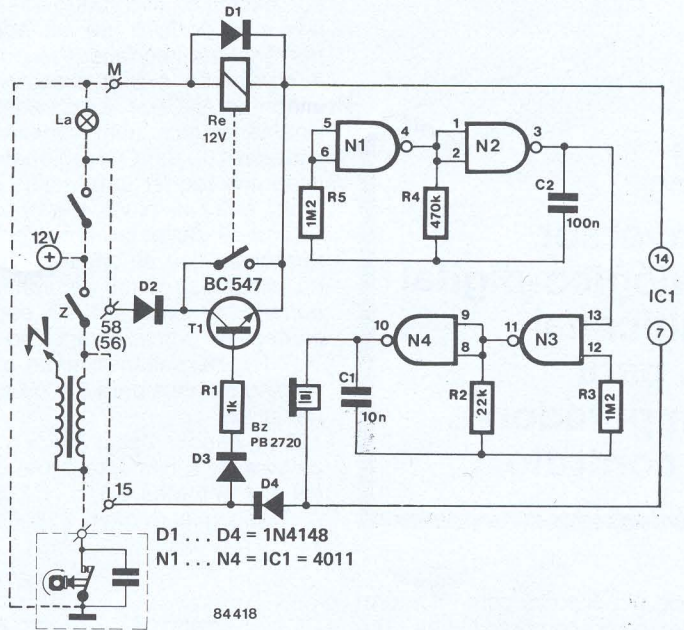 D1
M
La
Re
12V
5
6
N1
4
1
2
N2
3
R5
1M2
R4
470k
C2
100n
12V
+
Z
D2
58
(56)
BC 547
T1
14
IC1
7
10
N4
9
8
11
N3
13
12
C1
10n
R1
1k
Bz
PB 2720
R2
22k
R3
1M2
D3
D4
15
D1 ... D4 = 1N4148
N1 ... N4 = IC1 = 4011
84418